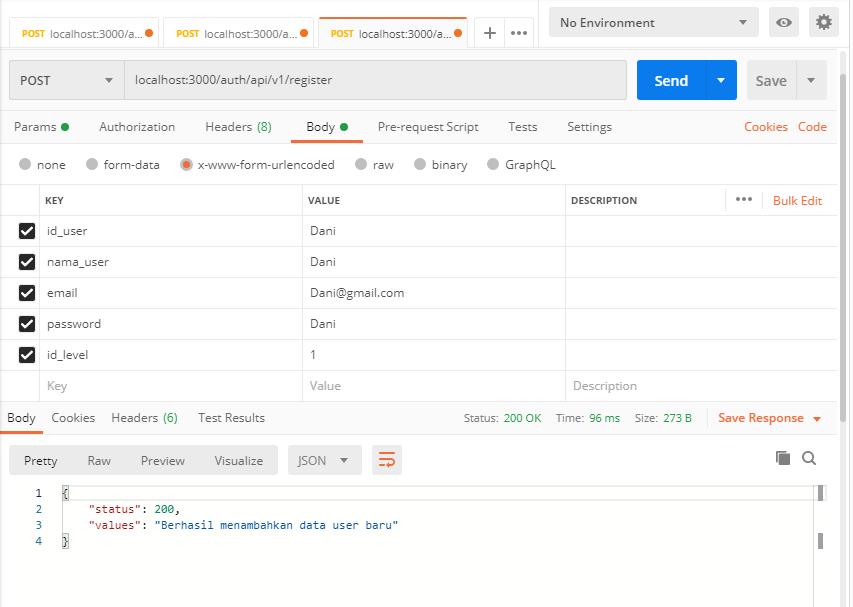 POST localhost:3000/a... POST localhost:3000/a... POST localhost:3000/a... + ••• No Environment
POST localhost:3000/auth/api/v1/register Send Save
Params Authorization Headers (8) Body Pre-request Script Tests Settings Cookies Code
none form-data x-www-form-urlencoded raw binary GraphQL
KEY VALUE DESCRIPTION ••• Bulk Edit
id_user Dani
nama_user Dani
email Dani@gmail.com
password Dani
id_level 1
Key Value Description
Body Cookies Headers (6) Test Results Status: 200 OK Time: 96 ms Size: 273 B Save Response
Pretty Raw Preview Visualize JSON
1 {
2 "status": 200,
3 "values": "Berhasil menambahkan data user baru"
4 }